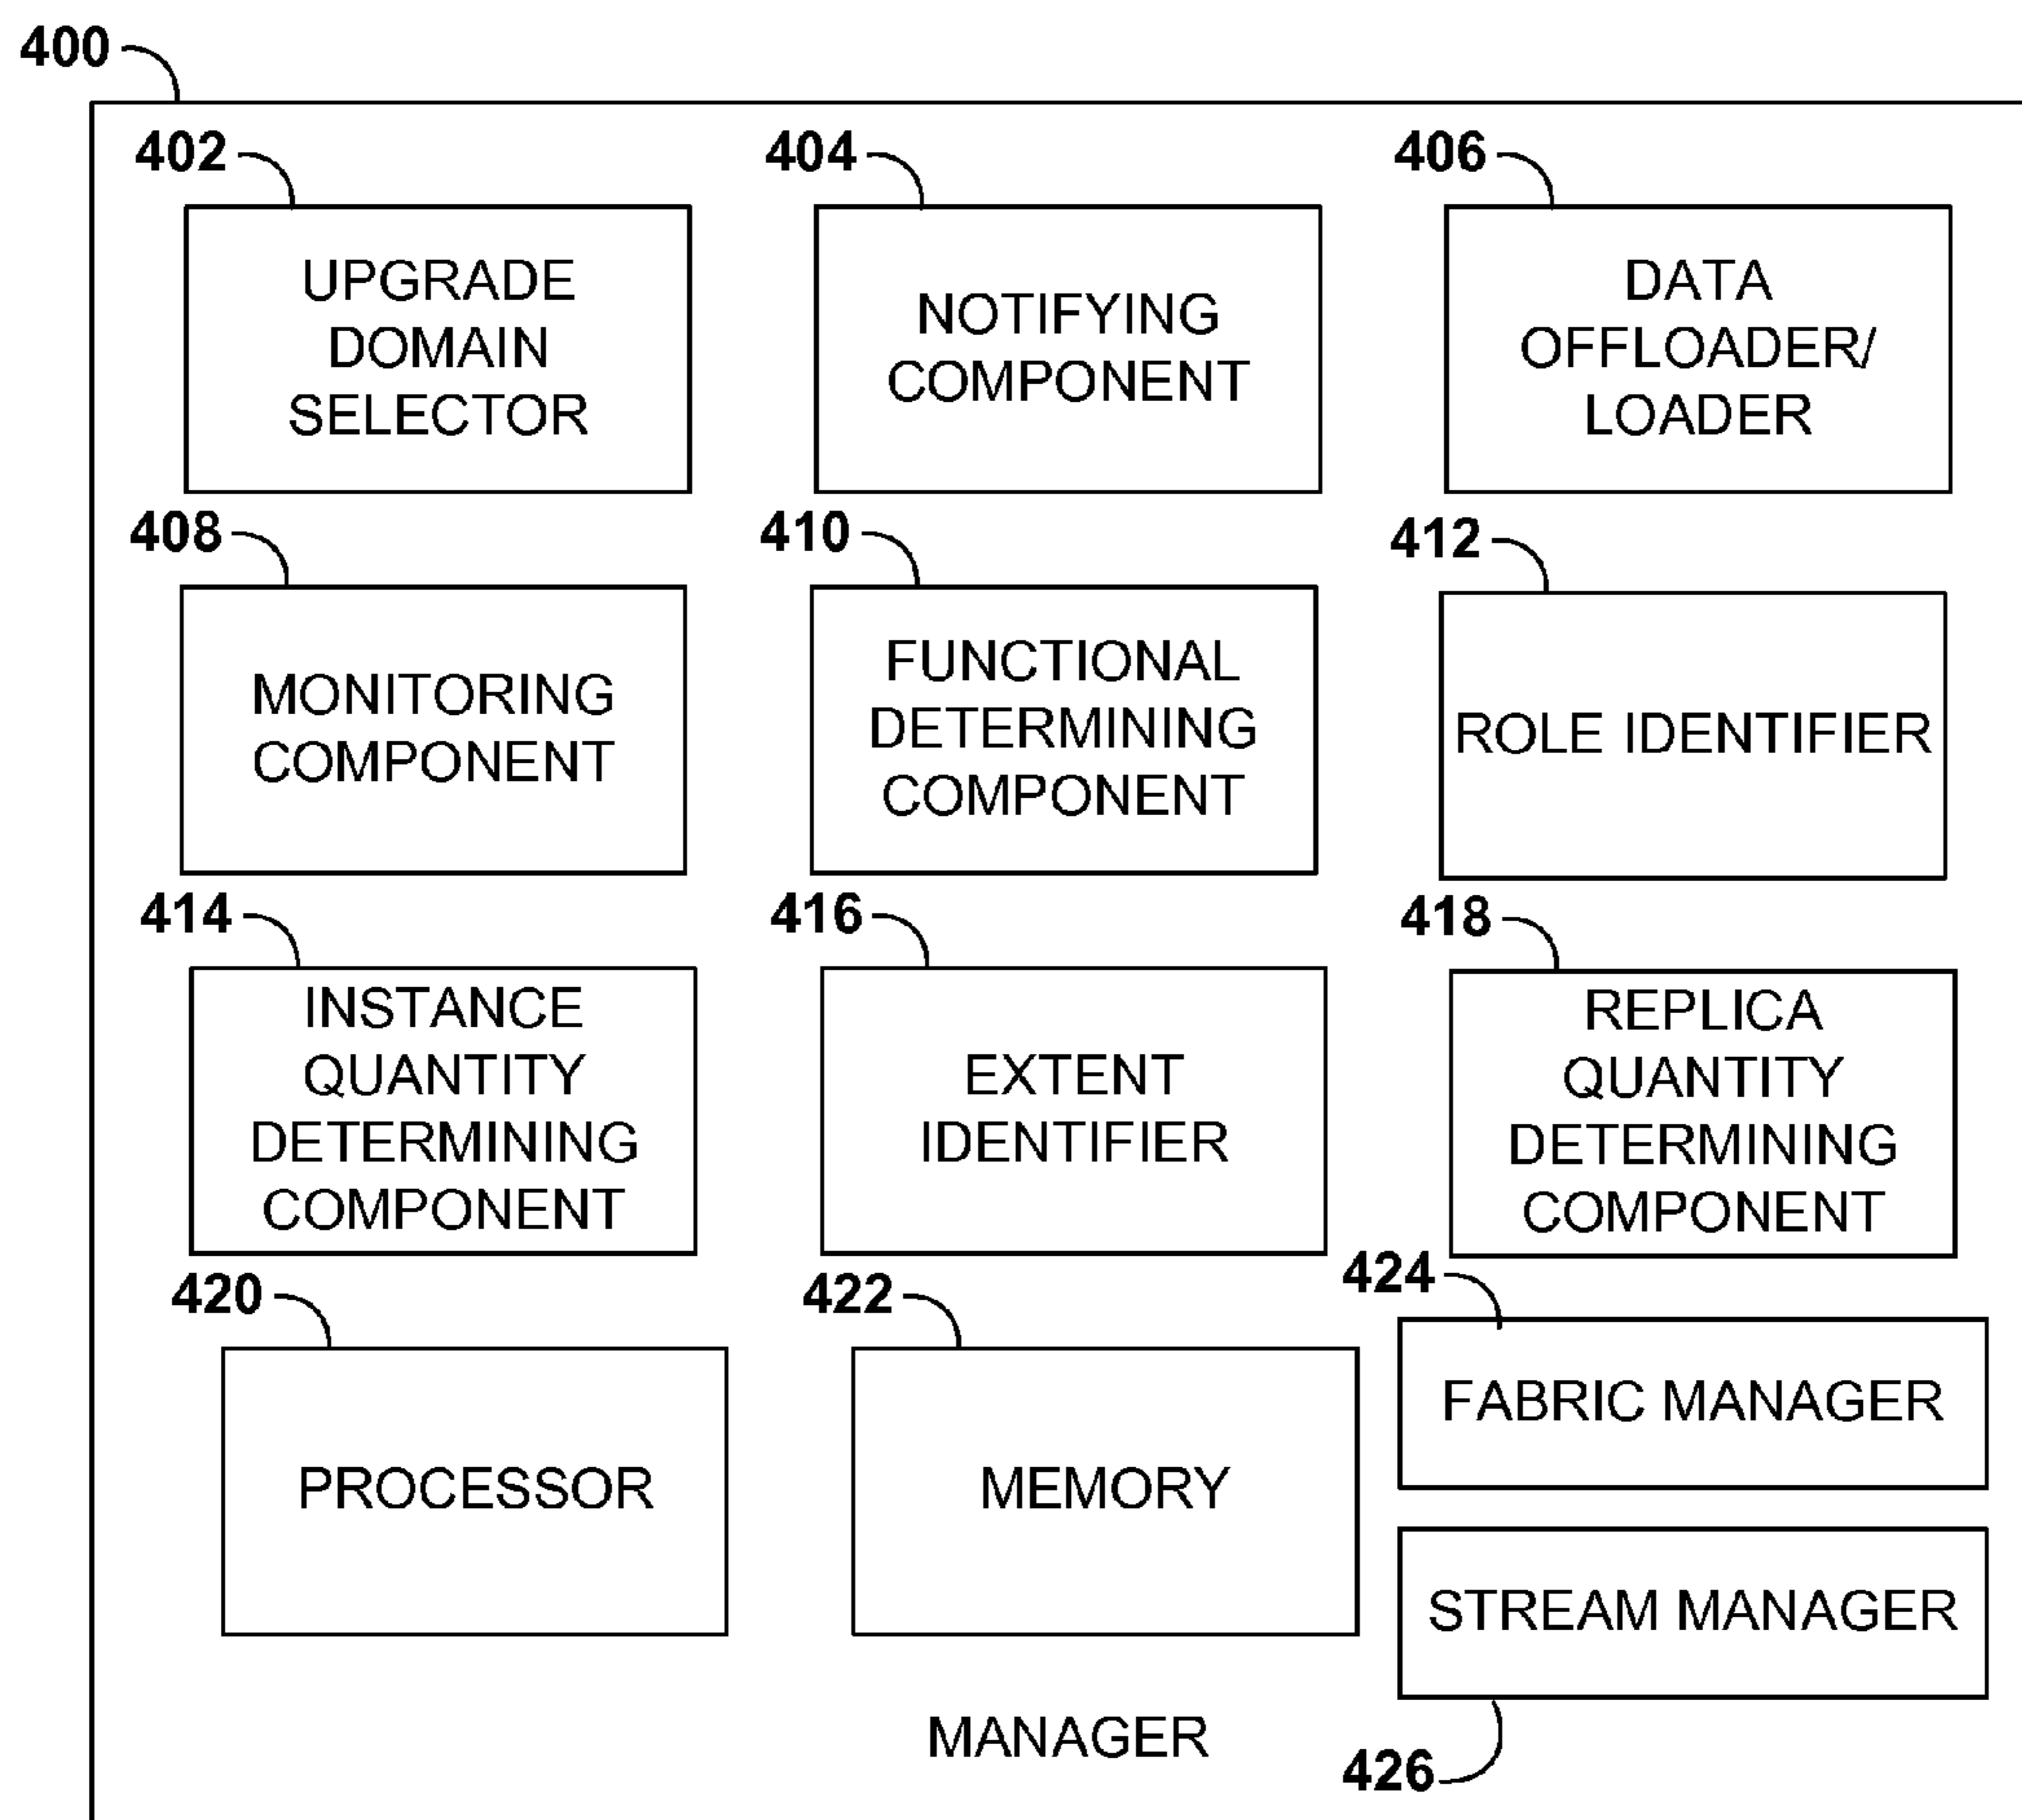 400
402
404
406
UPGRADE
DOMAIN
SELECTOR
NOTIFYING
COMPONENT
DATA
OFFLOADER/
LOADER
408
410
412
MONITORING
COMPONENT
FUNCTIONAL
DETERMINING
COMPONENT
ROLE IDENTIFIER
414
416
418
INSTANCE
QUANTITY
DETERMINING
COMPONENT
EXTENT
IDENTIFIER
REPLICA
QUANTITY
DETERMINING
COMPONENT
420
422
424
PROCESSOR
MEMORY
FABRIC MANAGER
STREAM MANAGER
426
MANAGER